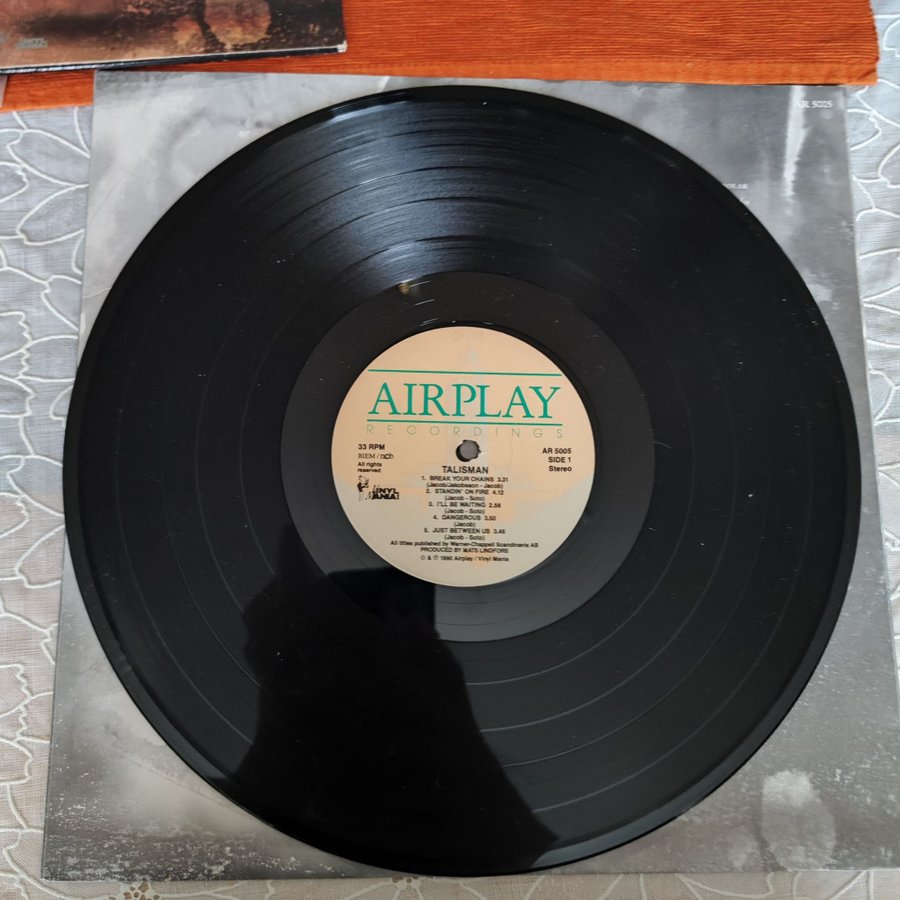 AR 5005
AIRPLAY
RECORDINGS
33 RPM
BIEM/ncb
All rights
reserved
VINYL
MANIA!
AR 5005
SIDE 1
Stereo
TALISMAN
1. BREAK YOUR CHAINS 3.31
(Jacob/Jakobsson - Jacob)
2. STANDIN' ON FIRE 4.12
(Jacob - Soto)
3. I'LL BE WAITING 2.56
(Jacob - Soto)
4. DANGEROUS 3.50
(Jacob)
5. JUST BETWEEN US 3.46
(Jacob - Soto)
All titles published by Warner-Chappell Scandinavia AB
PRODUCED BY MATS LINDFORS
© & ℗ 1990 Airplay / Vinyl Mania